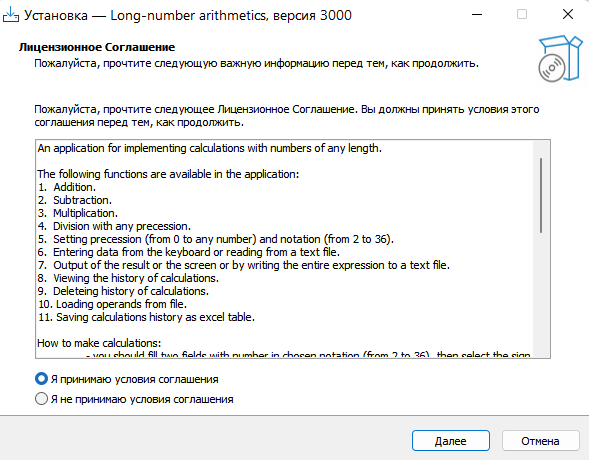 Установка — Long-number arithmetics, версия 3000
Лицензионное Соглашение
Пожалуйста, прочтите следующую важную информацию перед тем, как продолжить.
Пожалуйста, прочтите следующее Лицензионное Соглашение. Вы должны принять условия этого
соглашения перед тем, как продолжить.
An application for implementing calculations with numbers of any length.
The following functions are available in the application:
1. Addition.
2. Subtraction.
3. Multiplication.
4. Division with any precession.
5. Setting precession (from 0 to any number) and notation (from 2 to 36).
6. Entering data from the keyboard or reading from a text file.
7. Output of the result or the screen or by writing the entire expression to a text file.
8. Viewing the history of calculations.
9. Deleteing history of calculations.
10. Loading operands from file.
11. Saving calculations history as excel table.
How to make calculations:
- you should fill two fields with number in chosen notation (from 2 to 36), then select the sign
Я принимаю условия соглашения
Я не принимаю условия соглашения
Далее
Отмена